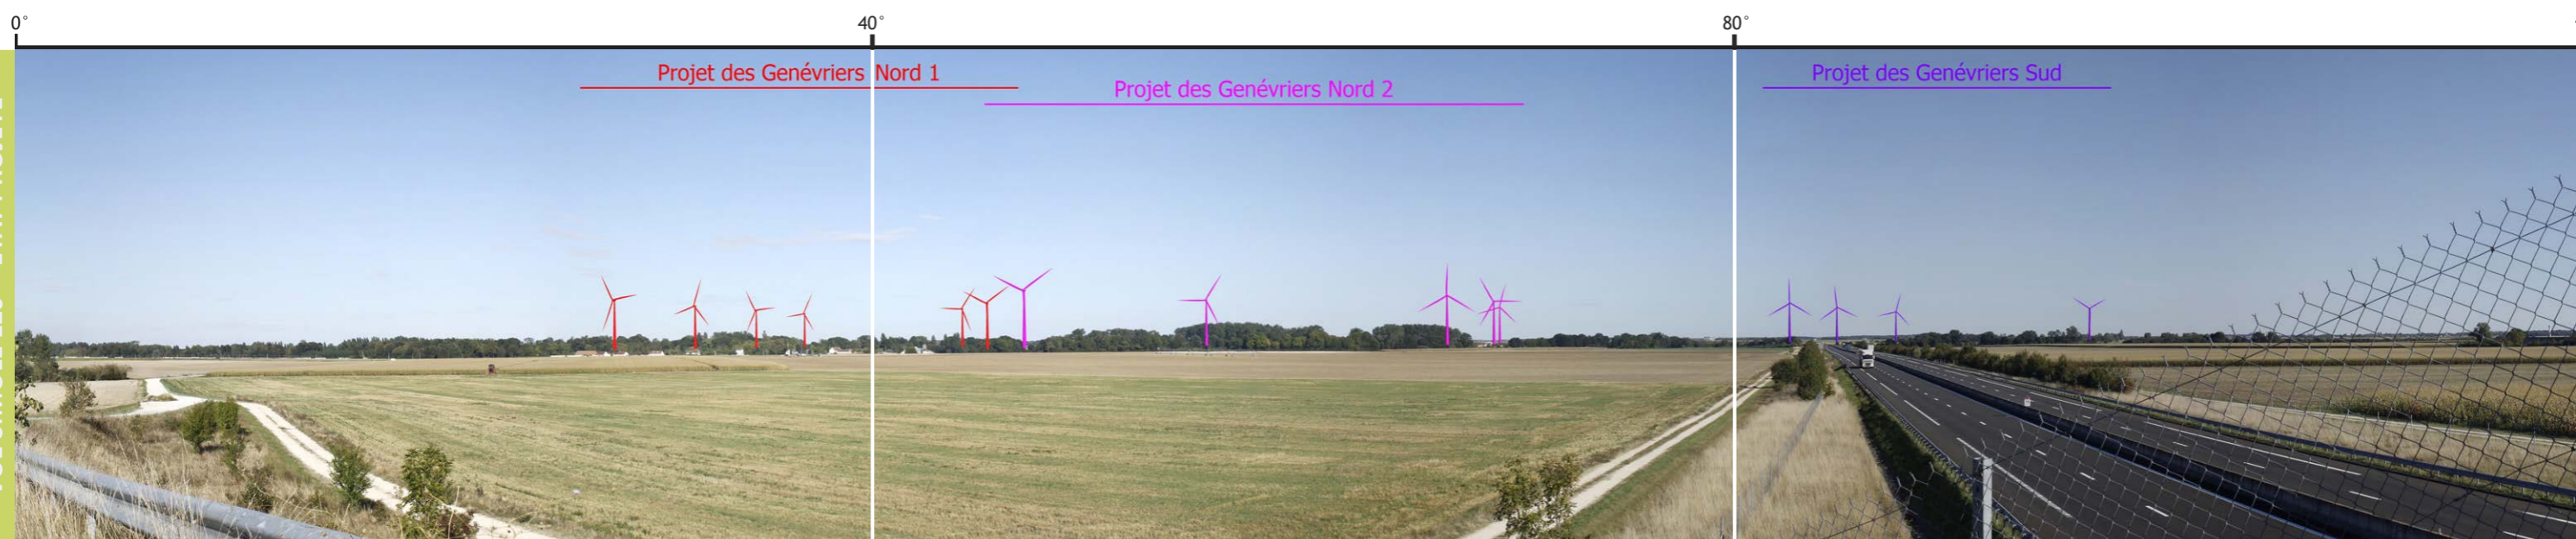 0°
40°
80°
Projet des Genévriers Nord 1
Projet des Genévriers Nord 2
Projet des Genévriers Sud